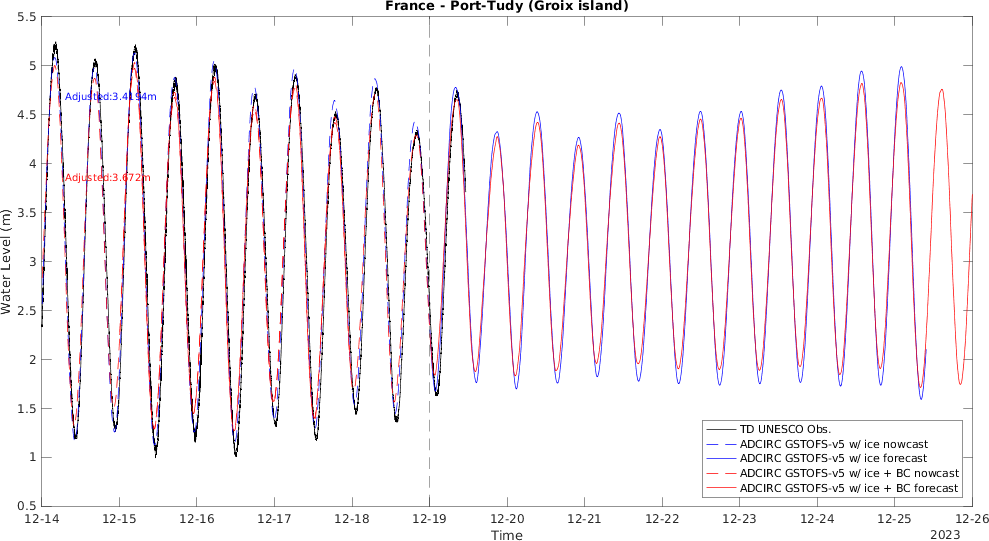 France - Port-Tudy (Groix island)
5.5
5
4.5
4
3.5
3
2.5
2
1.5
1
0.5
Water Level (m)
Adjusted:3.4194m
Adjusted:3.672m
TD UNESCO Obs.
ADCIRC GSTOFS-v5 w/ ice nowcast
ADCIRC GSTOFS-v5 w/ ice forecast
ADCIRC GSTOFS-v5 w/ ice + BC nowcast
ADCIRC GSTOFS-v5 w/ ice + BC forecast
12-14 12-15 12-16 12-17 12-18 12-19 12-20 12-21 12-22 12-23 12-24 12-25 12-26
Time
2023